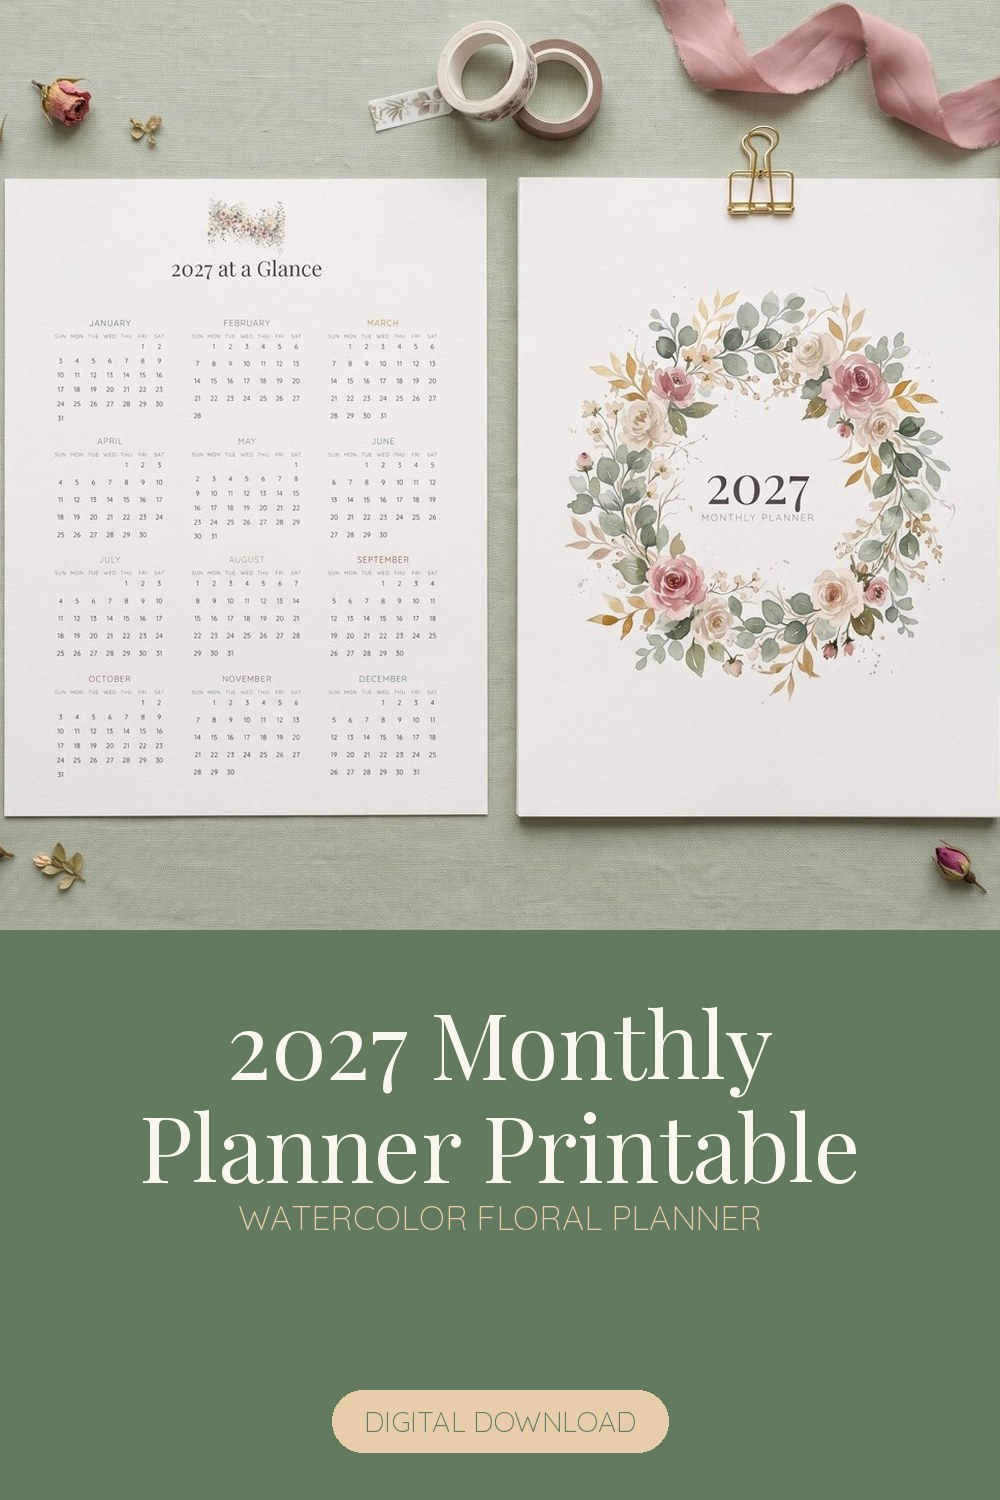 2027 at a Glance
JANUARY FEBRUARY MARCH
SUN MON TUE WED THU FRI SAT SUN MON TUE WED THU FRI SAT SUN MON TUE WED THU FRI SAT
1 2 1 2 3 4 5 6 1 2 3 4 5 6
3 4 5 6 7 8 9 7 8 9 10 11 12 13 7 8 9 10 11 12 13
10 11 12 13 14 15 16 14 15 16 17 18 19 20 14 15 16 17 18 19 20
17 18 19 20 21 22 23 21 22 23 24 25 26 27 21 22 23 24 25 26 27
24 25 26 27 28 29 30 28 28 29 30 31
31
APRIL MAY JUNE
SUN MON TUE WED THU FRI SAT SUN MON TUE WED THU FRI SAT SUN MON TUE WED THU FRI SAT
1 2 3 1 1 2 3 4 5
4 5 6 7 8 9 10 2 3 4 5 6 7 8 6 7 8 9 10 11 12
11 12 13 14 15 16 17 9 10 11 12 13 14 15 13 14 15 16 17 18 19
18 19 20 21 22 23 24 16 17 18 19 20 21 22 20 21 22 23 24 25 26
25 26 27 28 29 30 23 24 25 26 27 28 29 27 28 29 30
30 31
JULY AUGUST SEPTEMBER
SUN MON TUE WED THU FRI SAT SUN MON TUE WED THU FRI SAT SUN MON TUE WED THU FRI SAT
1 2 3 1 2 3 4 5 6 7 1 2 3 4
4 5 6 7 8 9 10 8 9 10 11 12 13 14 5 6 7 8 9 10 11
11 12 13 14 15 16 17 15 16 17 18 19 20 21 12 13 14 15 16 17 18
18 19 20 21 22 23 24 22 23 24 25 26 27 28 19 20 21 22 23 24 25
25 26 27 28 29 30 31 29 30 31 26 27 28 29 30
OCTOBER NOVEMBER DECEMBER
SUN MON TUE WED THU FRI SAT SUN MON TUE WED THU FRI SAT SUN MON TUE WED THU FRI SAT
1 2 1 2 3 4 5 6 1 2 3 4
3 4 5 6 7 8 9 7 8 9 10 11 12 13 5 6 7 8 9 10 11
10 11 12 13 14 15 16 14 15 16 17 18 19 20 12 13 14 15 16 17 18
17 18 19 20 21 22 23 21 22 23 24 25 26 27 19 20 21 22 23 24 25
24 25 26 27 28 29 30 28 29 30 26 27 28 29 30 31
31
2027
MONTHLY PLANNER
2027 Monthly
Planner Printable
WATERCOLOR FLORAL PLANNER
DIGITAL DOWNLOAD